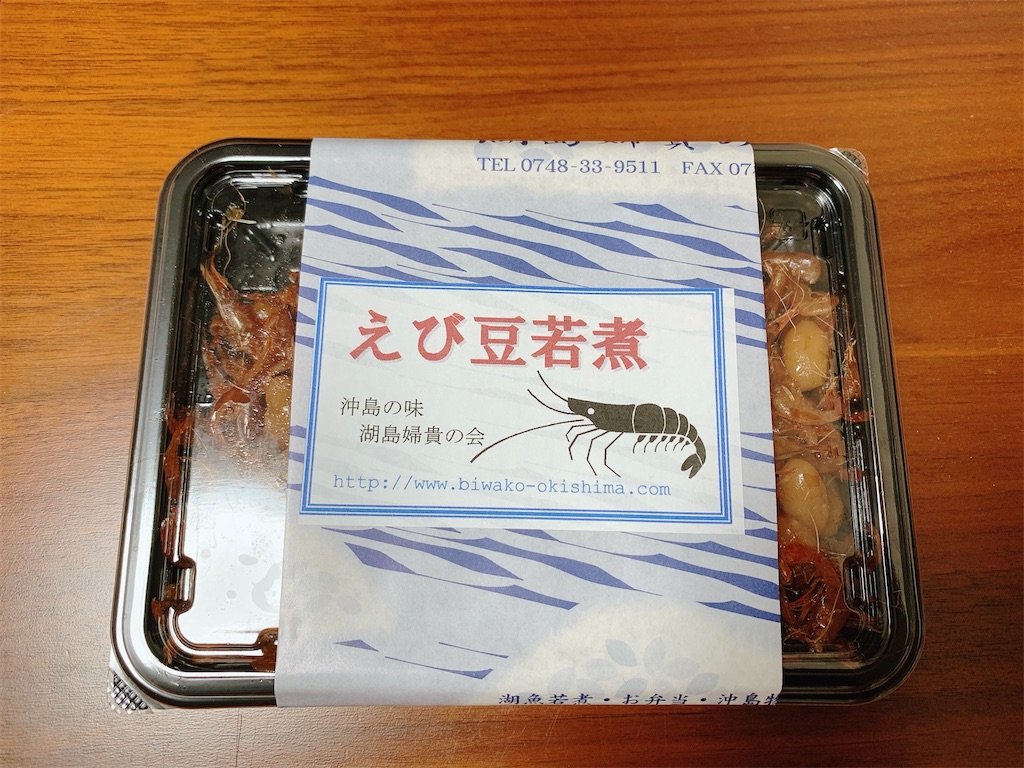 TEL 0748-33-9511 FAX 07
えび豆若煮
沖島の味
湖島婦貴の会
http://www.biwako-okishima.com
湖魚若煮・お弁当・沖島特